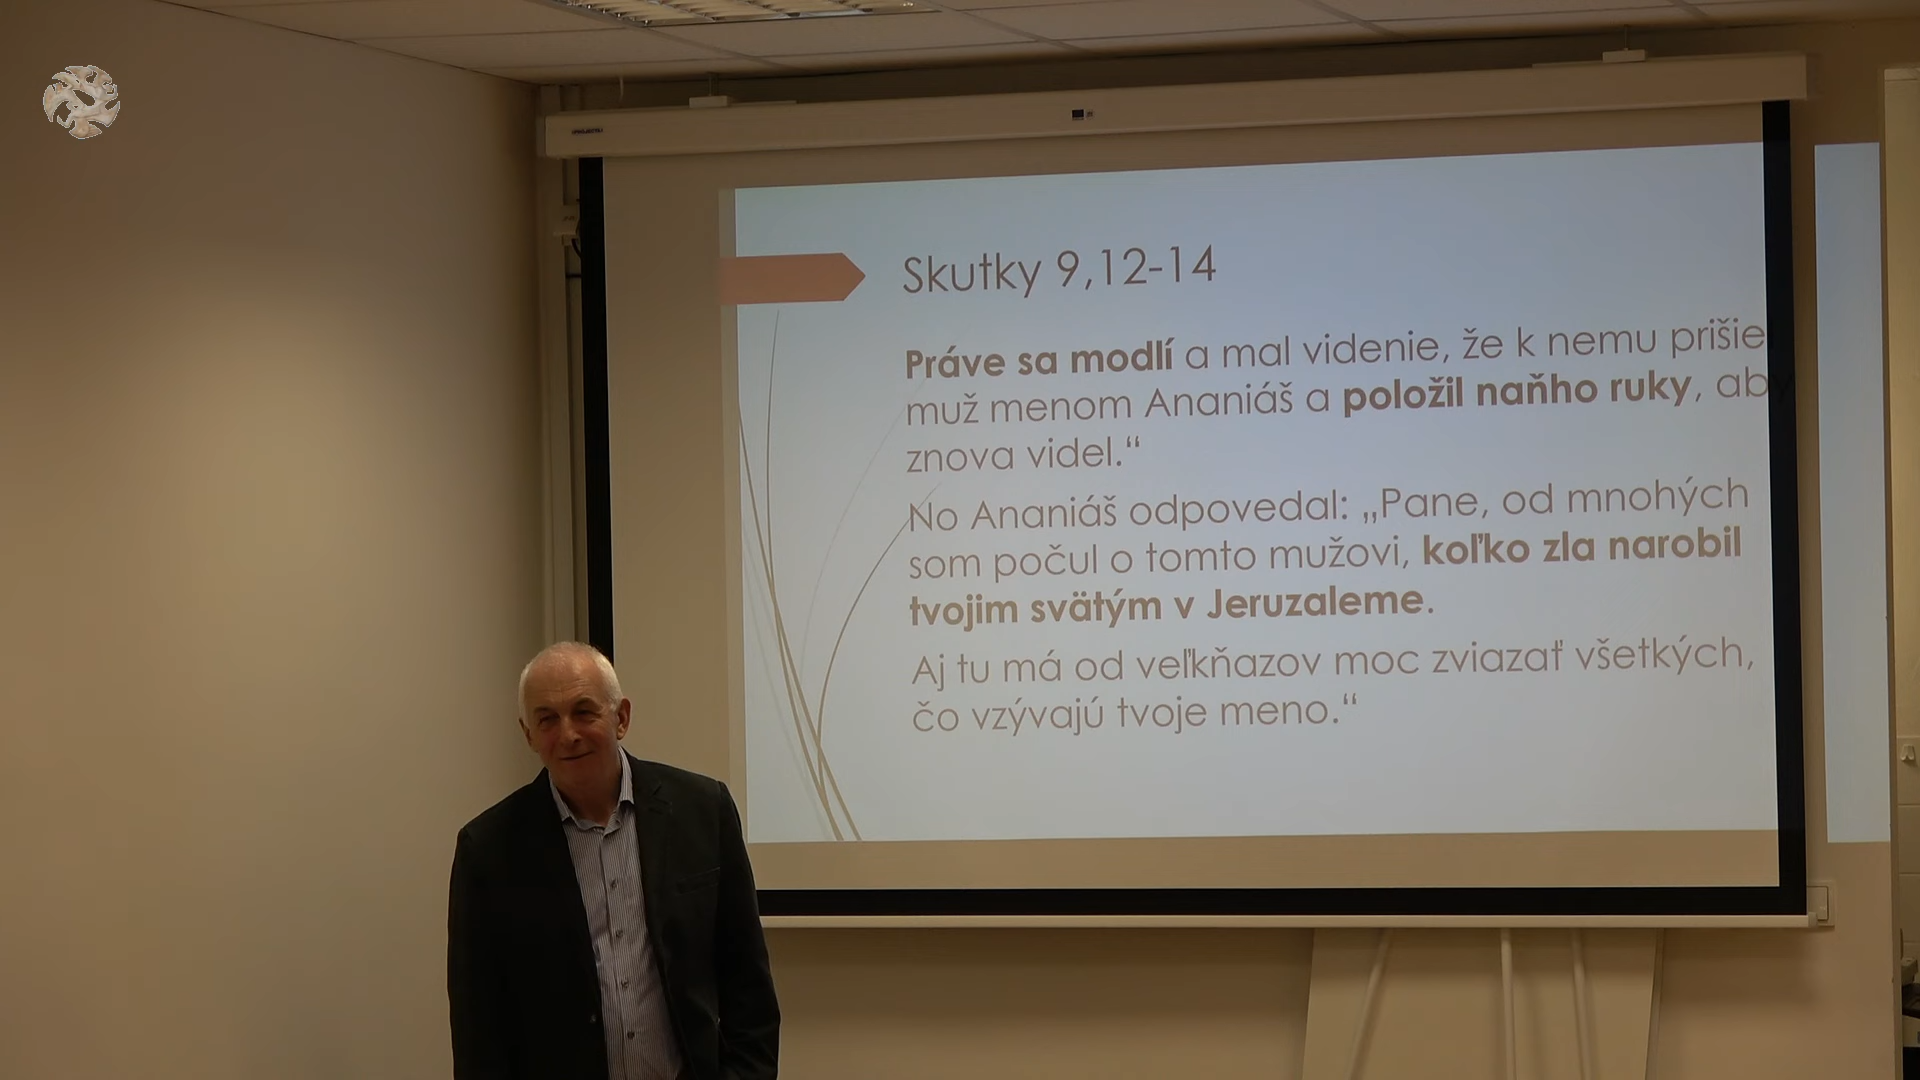 Skutky 9,12-14
Práve sa modlí a mal videnie, že k nemu prišie
muž menom Ananiáš a položil naňho ruky, aby
znova videl.“
No Ananiáš odpovedal: „Pane, od mnohých
som počul o tomto mužovi, koľko zla narobil
tvojim svätým v Jeruzaleme.
Aj tu má od veľkňazov moc zviazať všetkých,
čo vzývajú tvoje meno.“